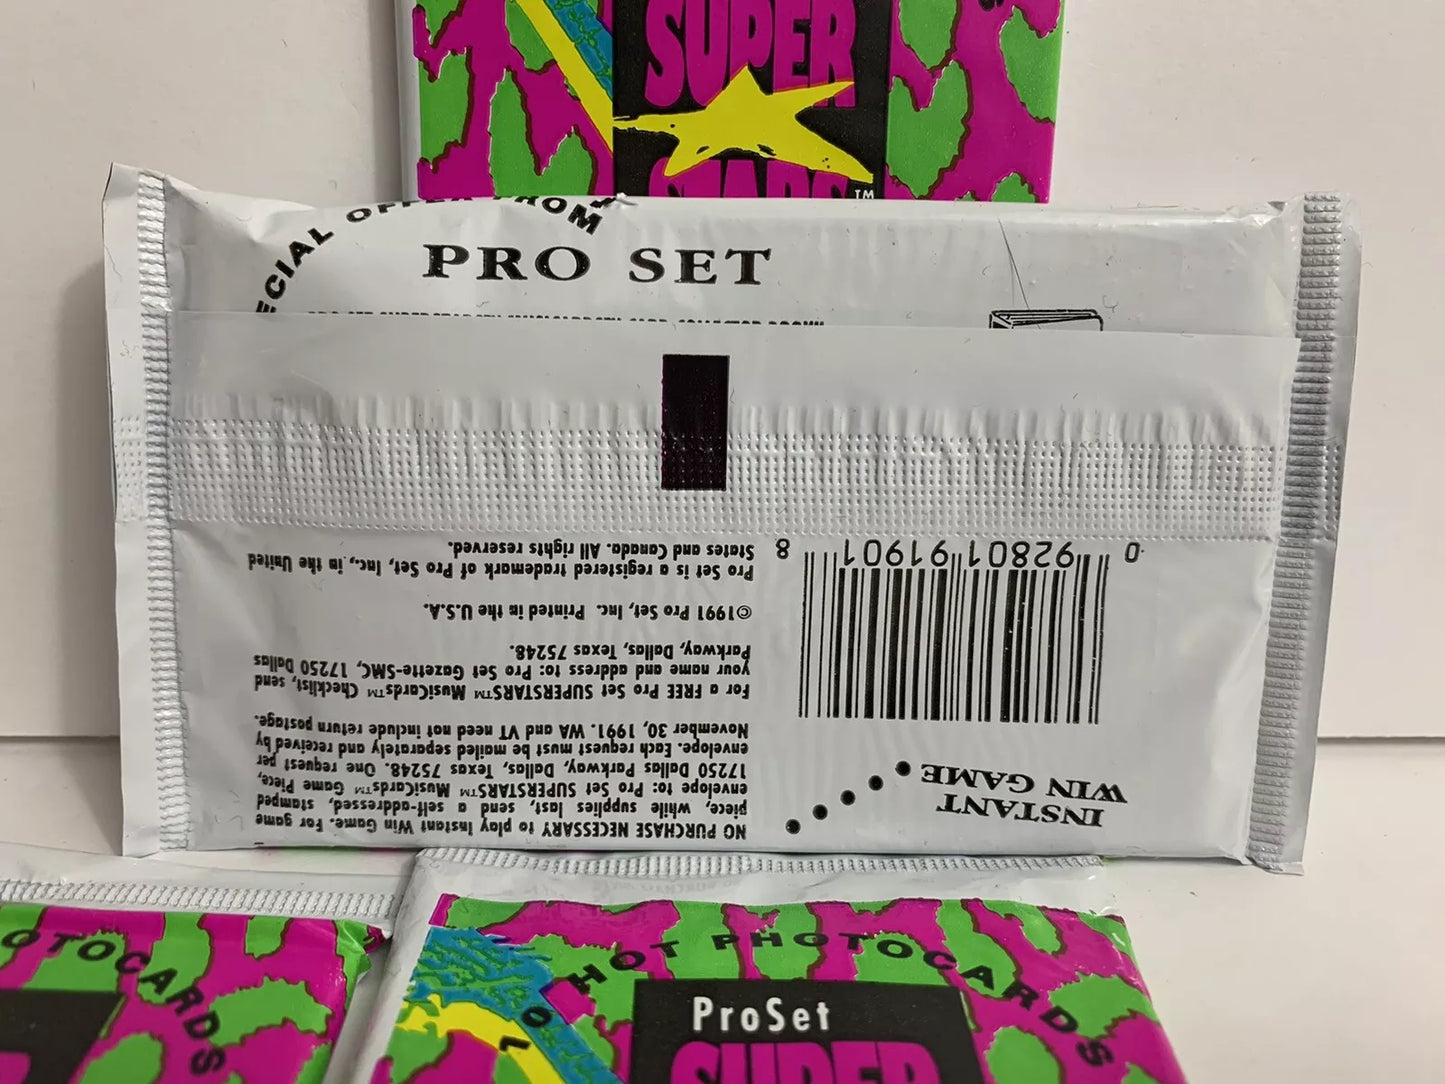 SUPER
STARS™
SPECIAL OFFER FROM
PRO SET
INSTANT
WIN GAME
0 92801 91901 8
NO PURCHASE NECESSARY to play Instant Win Game. For game
piece, while supplies last, send a self-addressed, stamped
envelope to: Pro Set SUPERSTARS™ MusiCards™ Game Piece,
17250 Dallas Parkway, Dallas, Texas 75248. One request per
envelope. Each request must be mailed separately and received by
November 30, 1991. WA and VT need not include return postage.
For a FREE Pro Set SUPERSTARS™ MusiCards™ Checklist, send
your name and address to: Pro Set Gazette-SMC, 17250 Dallas
Parkway, Dallas, Texas 75248.
©1991 Pro Set, Inc. Printed in the U.S.A.
Pro Set is a registered trademark of Pro Set, Inc., in the United
States and Canada. All rights reserved.
OTOCARDS
10 HOT PHOTOCARDS
ProSet
SUPER